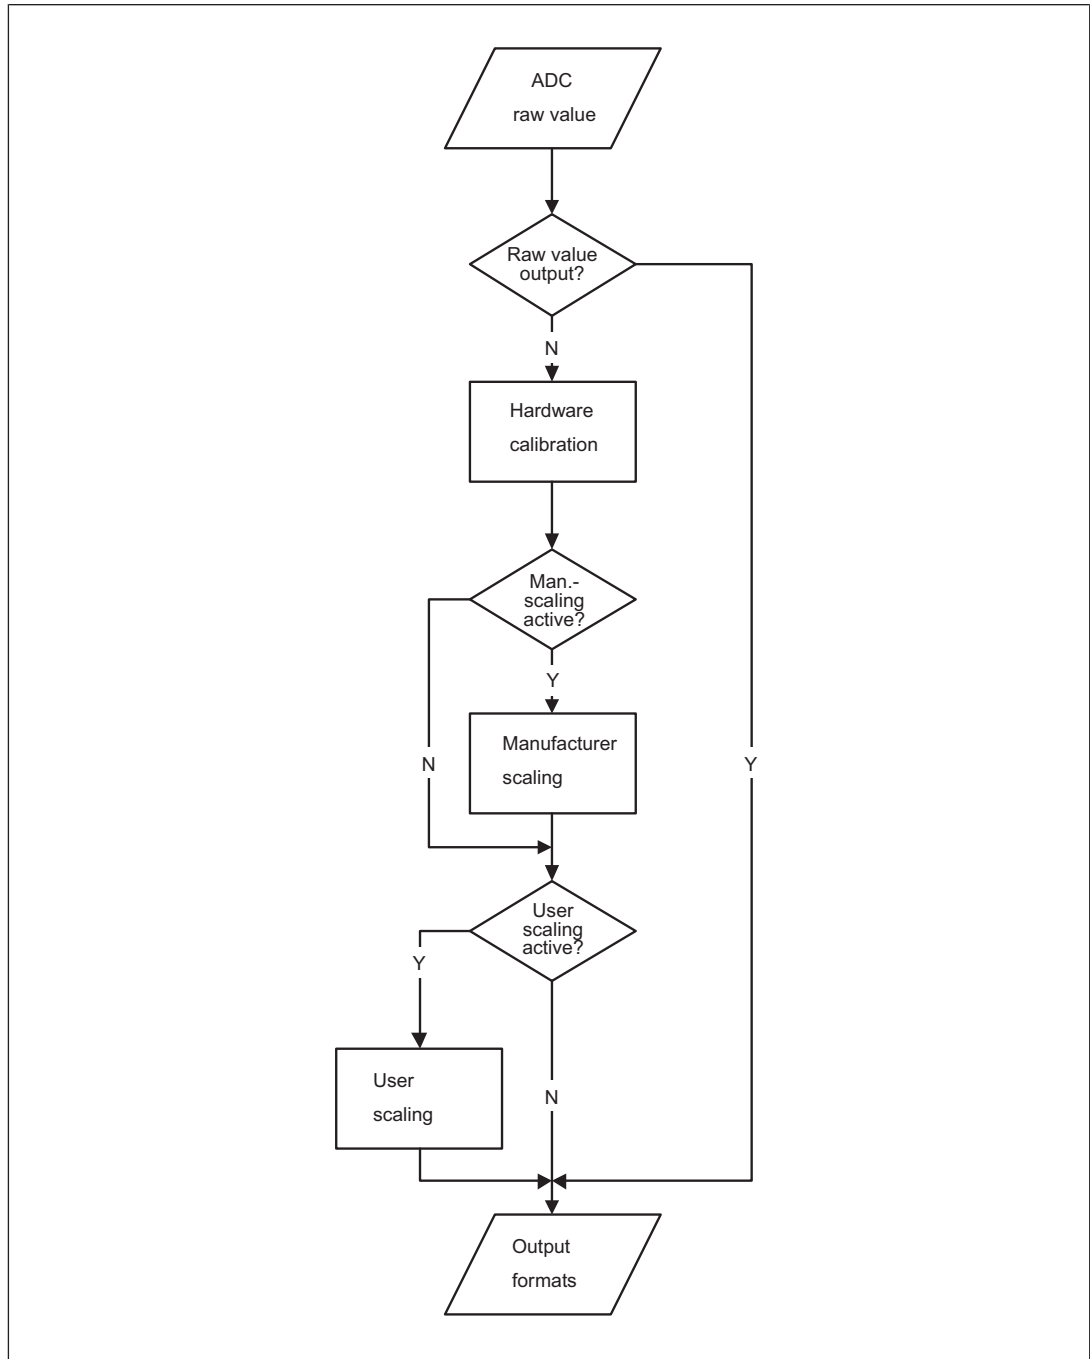 ADC
raw value
Raw value
output?
N
Hardware
calibration
Man.-
scaling
active?
Y
Manufacturer
scaling
N
Y
User
scaling
active?
Y
User
scaling
N
Output
formats